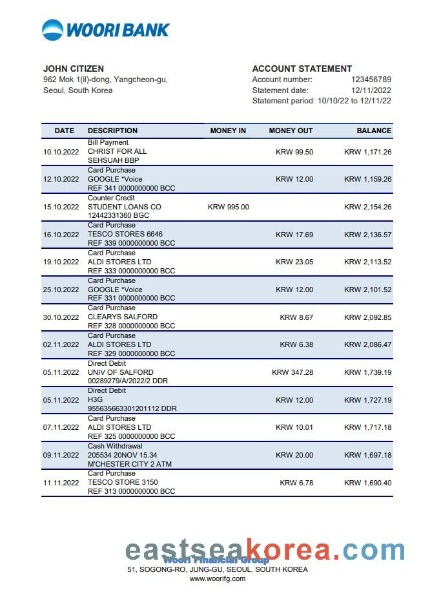 WOORI BANK
JOHN CITIZEN
962 Mok 1(il)-dong, Yangcheon-gu,
Seoul, South Korea
ACCOUNT STATEMENT
Account number: 123456789
Statement date: 12/11/2022
Statement period: 10/10/22 to 12/11/22
DATE DESCRIPTION MONEY IN MONEY OUT BALANCE
Bill Payment
10.10.2022 CHRIST FOR ALL KRW 99.50 KRW 1,171.26
SEHSUAH BBP
Card Purchase
12.10.2022 GOOGLE *Voice KRW 12.00 KRW 1,159.26
REF 341 0000000000 BCC
Counter Credit
15.10.2022 STUDENT LOANS CO KRW 995.00 KRW 2,154.26
12442331360 BGC
Card Purchase
16.10.2022 TESCO STORES 6646 KRW 17.69 KRW 2,136.57
REF 339 0000000000 BCC
Card Purchase
19.10.2022 ALDI STORES LTD KRW 23.05 KRW 2,113.52
REF 333 0000000000 BCC
Card Purchase
25.10.2022 GOOGLE *Voice KRW 12.00 KRW 2,101.52
REF 331 0000000000 BCC
Card Purchase
30.10.2022 CLEARYS SALFORD KRW 8.67 KRW 2,092.85
REF 328 0000000000 BCC
Card Purchase
02.11.2022 ALDI STORES LTD KRW 6.38 KRW 2,086.47
REF 329 0000000000 BCC
Direct Debit
05.11.2022 UNIV OF SALFORD KRW 347.28 KRW 1,739.19
00289279/A/2022/2 DDR
Direct Debit
05.11.2022 H3G KRW 12.00 KRW 1,727.19
955635663301201112 DDR
Card Purchase
07.11.2022 ALDI STORES LTD KRW 10.01 KRW 1,717.18
REF 325 0000000000 BCC
Cash Withdrawal
09.11.2022 205534 20NOV 15.34 KRW 20.00 KRW 1,697.18
M'CHESTER CITY 2 ATM
Card Purchase
11.11.2022 TESCO STORE 3150 KRW 6.78 KRW 1,690.40
REF 313 0000000000 BCC
eastseakorea.com
Woori Financial Group
51, SOGONG-RO, JUNG-GU, SEOUL, SOUTH KOREA
www.woorifg.com